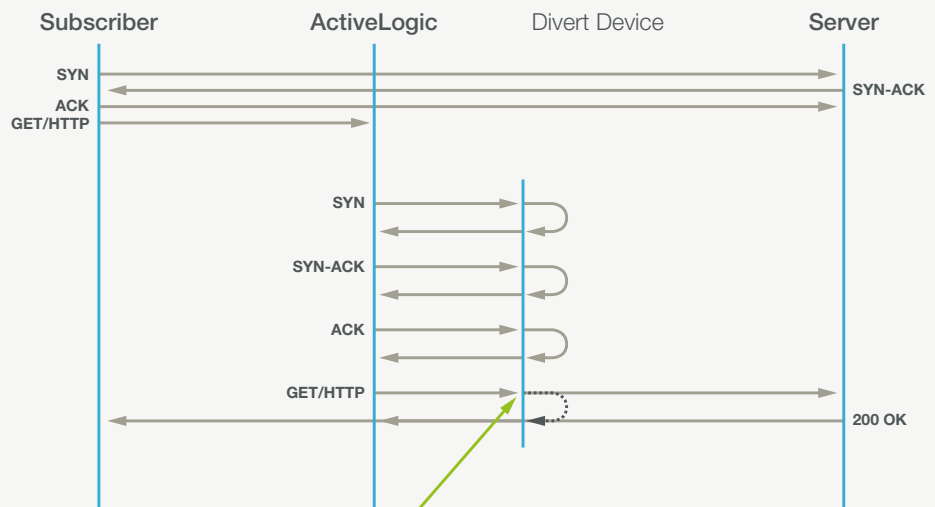 Subscriber ActiveLogic Divert Device Server
SYN
SYN-ACK
ACK
GET/HTTP
SYN
SYN-ACK
ACK
GET/HTTP
200 OK